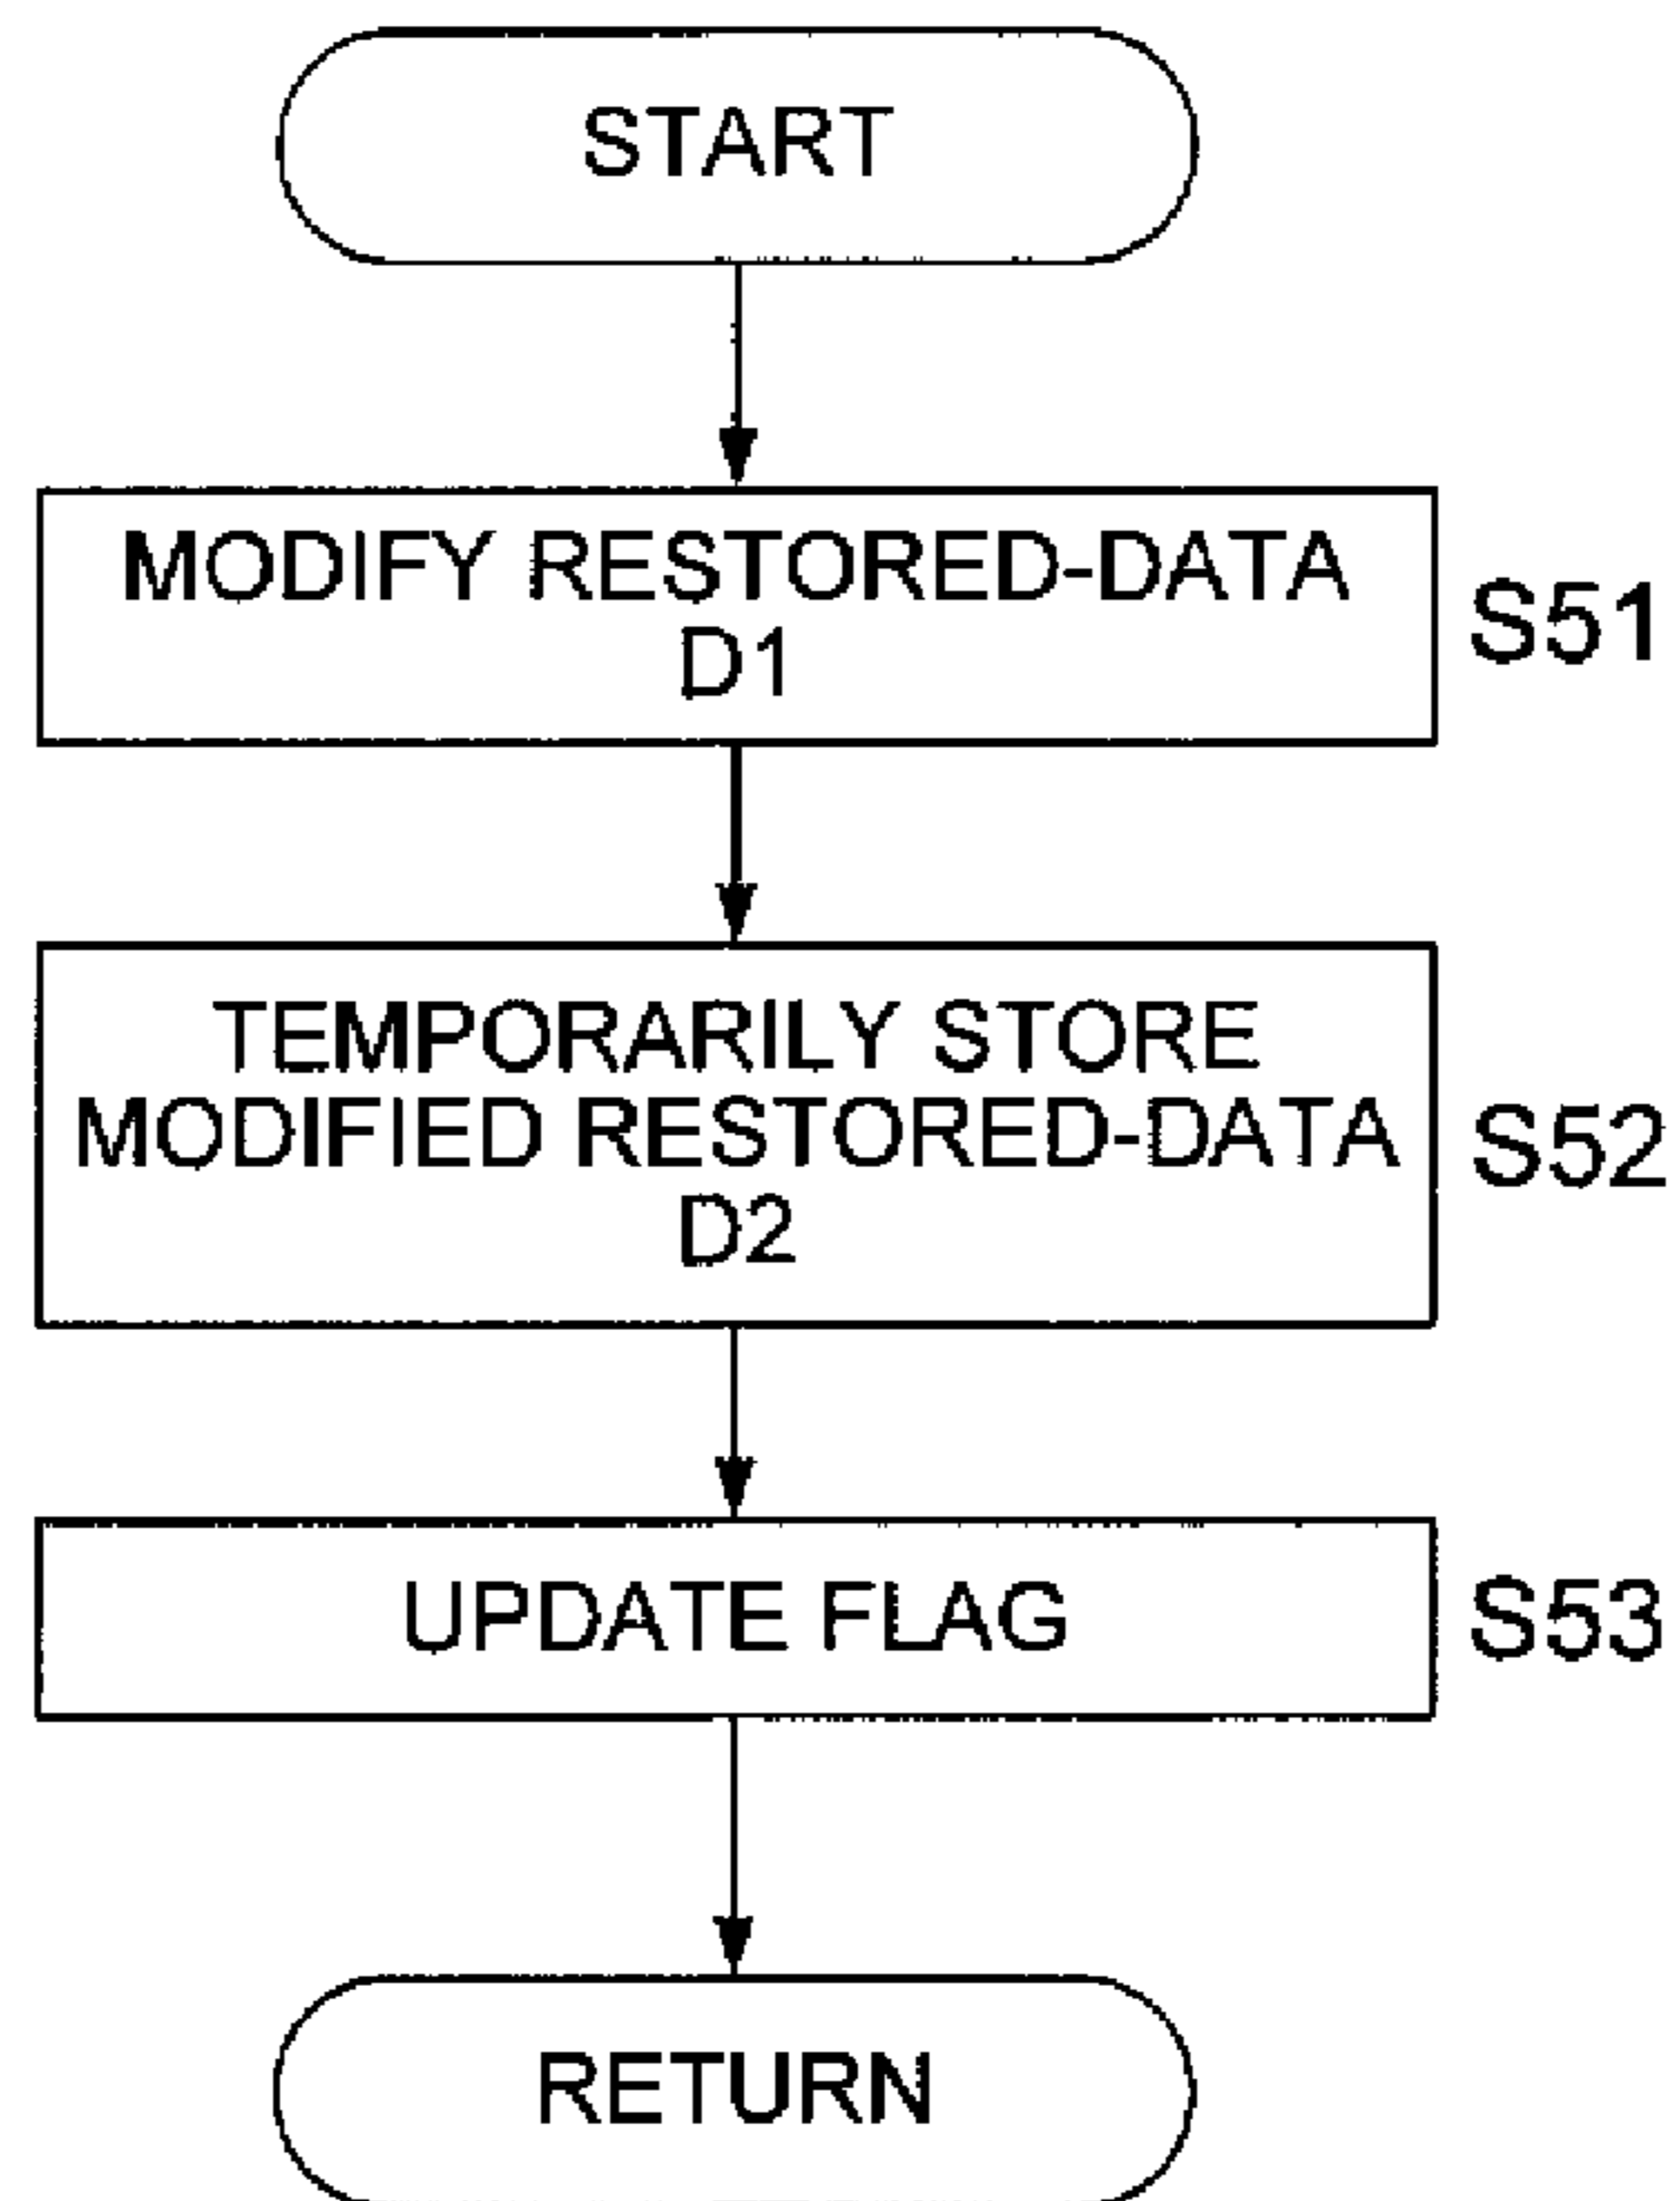 START
MODIFY RESTORED-DATA
D1
S51
TEMPORARILY STORE
MODIFIED RESTORED-DATA
D2
S52
UPDATE FLAG
S53
RETURN